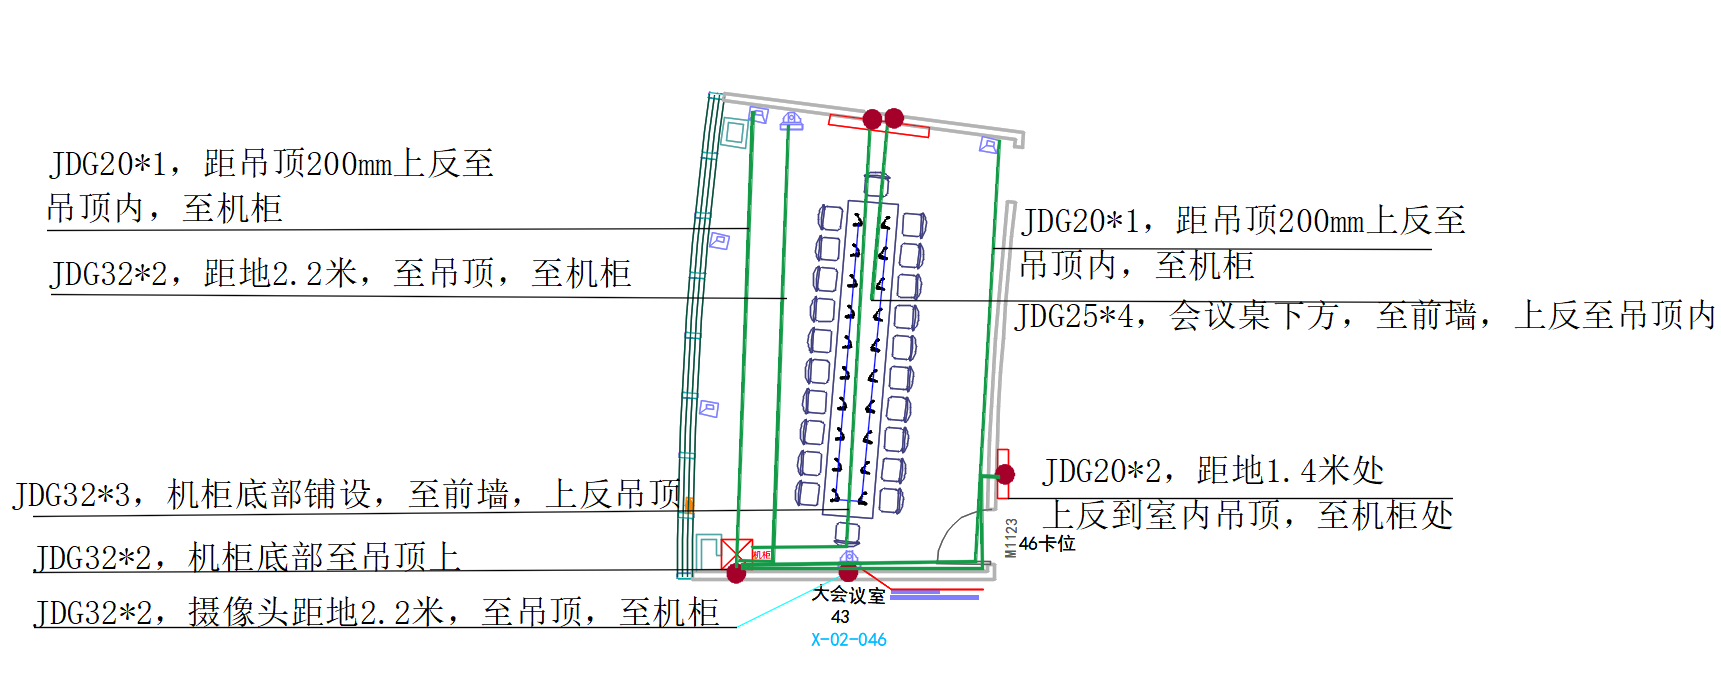 JDG20*1，距吊顶200mm上反至
吊顶内，至机柜
JDG32*2，距地2.2米，至吊顶，至机柜
JDG20*1，距吊顶200mm上反至
吊顶内，至机柜
JDG25*4，会议桌下方，至前墙，上反至吊顶内
JDG32*3，机柜底部铺设，至前墙，上反吊顶
JDG20*2，距地1.4米处
上反到室内吊顶，至机柜处
M1123
46卡位
JDG32*2，机柜底部至吊顶上
机柜
JDG32*2，摄像头距地2.2米，至吊顶，至机柜
大会议室
43
X-02-046